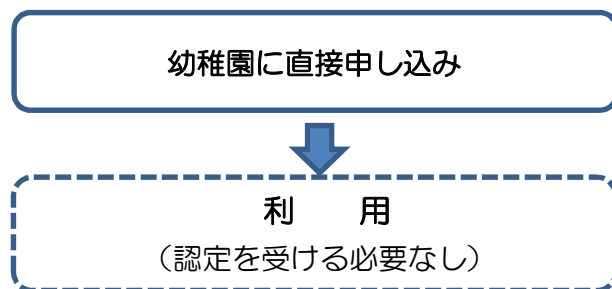 幼稚園に直接申し込み
利　用
（認定を受ける必要なし）